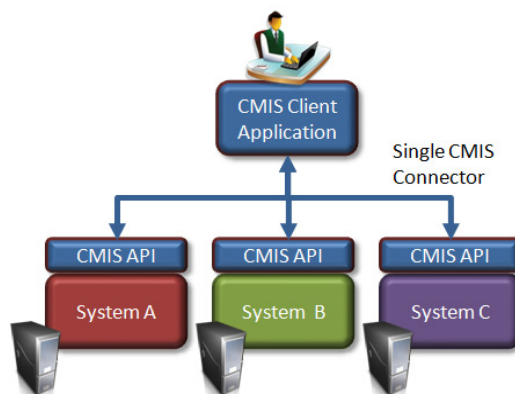 CMIS Client
Application
Single CMIS
Connector
CMIS API
CMIS API
CMIS API
System A
System B
System C